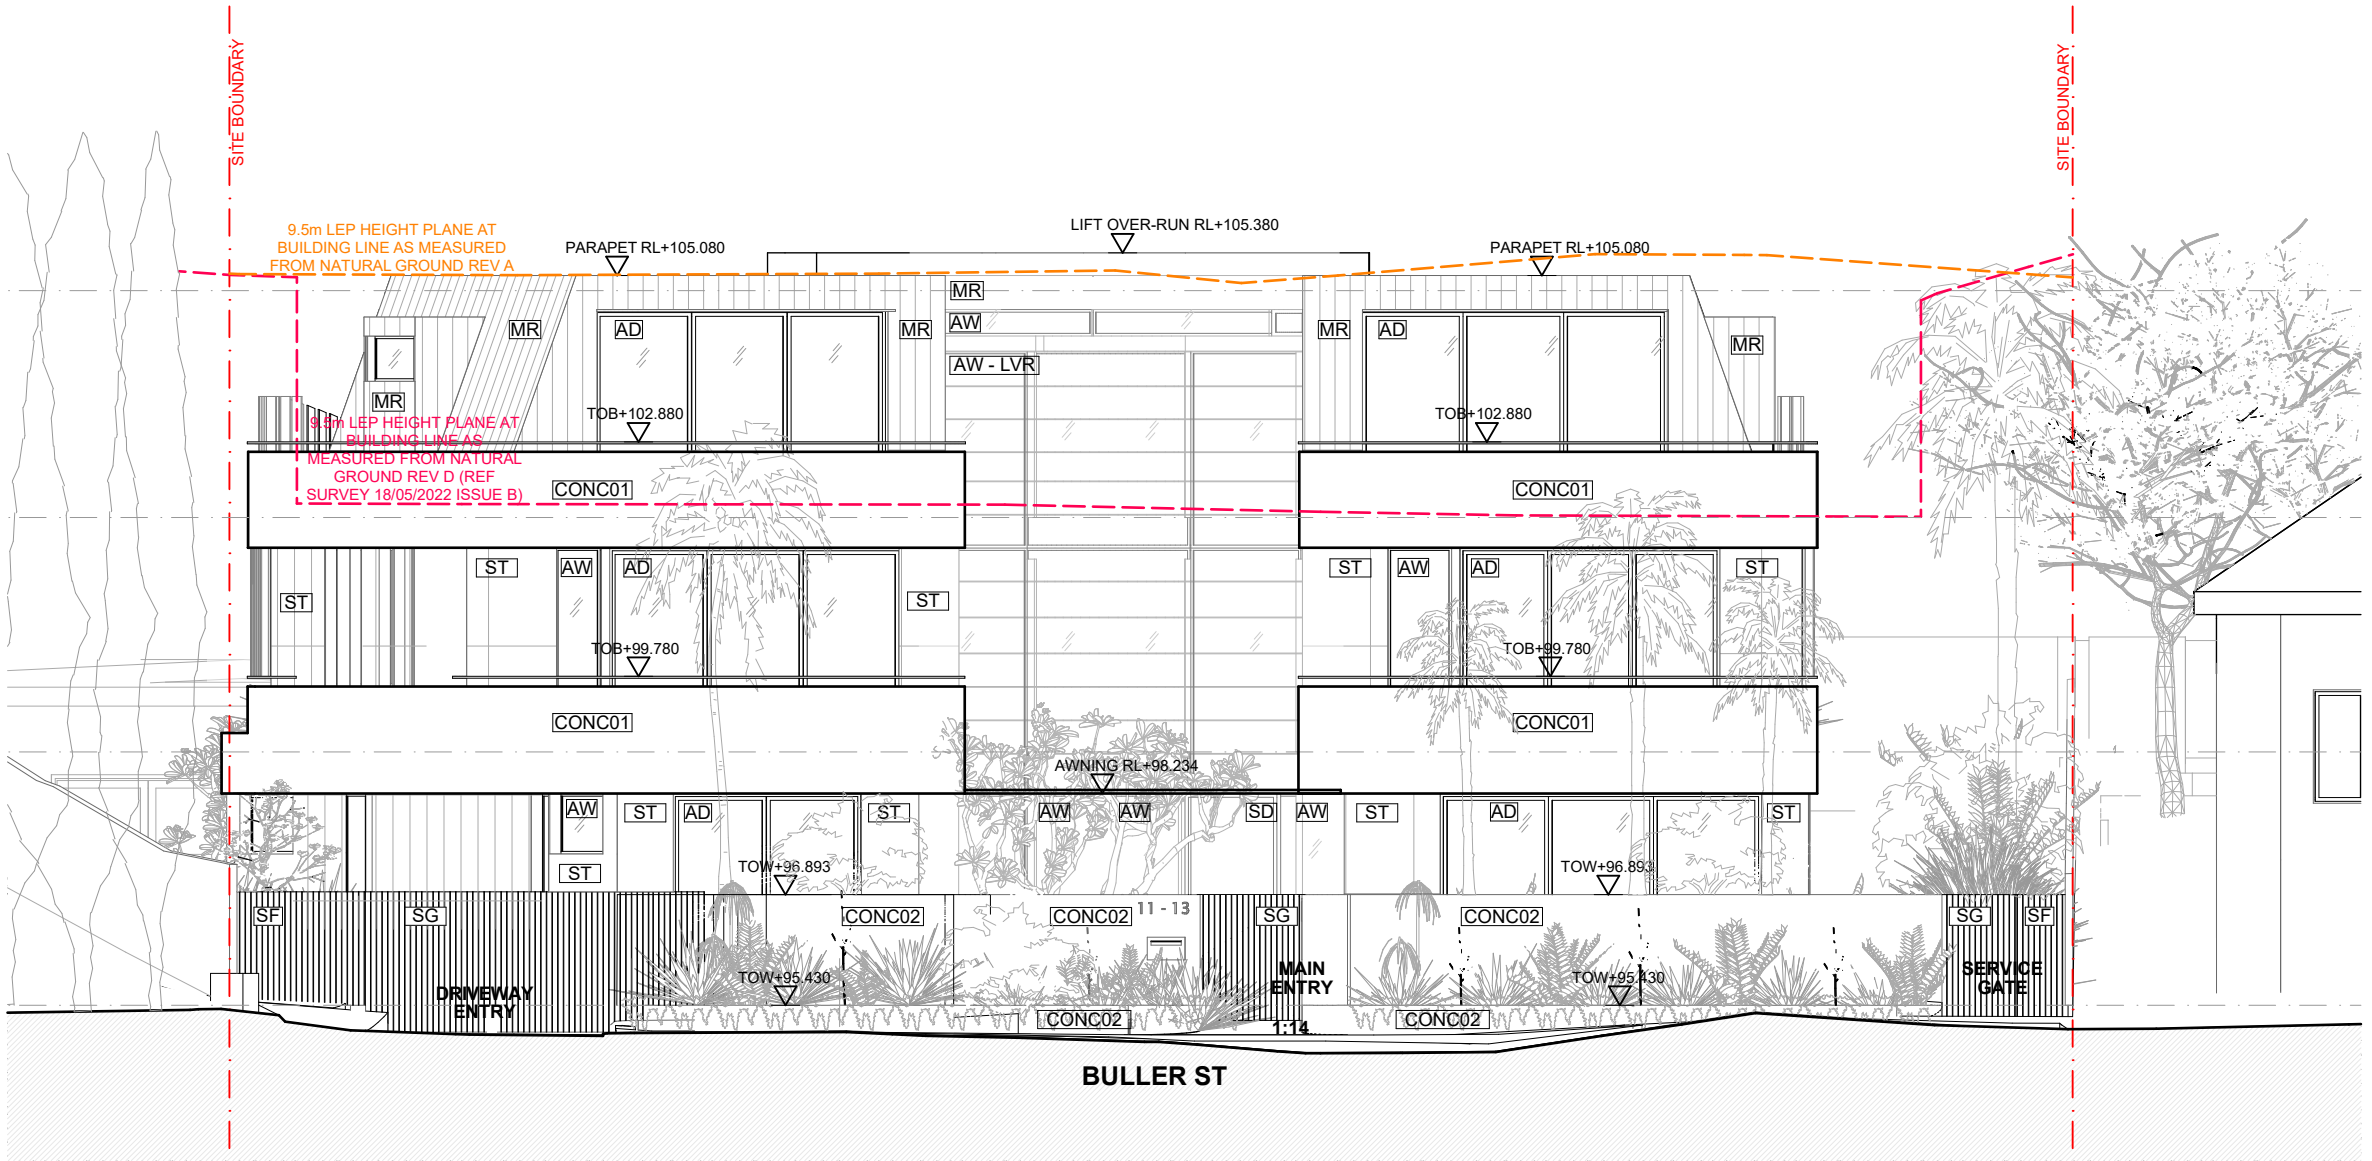 SITE BOUNDARY
SITE BOUNDARY
9.5m LEP HEIGHT PLANE AT
BUILDING LINE AS MEASURED
FROM NATURAL GROUND REV A
PARAPET RL+105.080
LIFT OVER-RUN RL+105.380
PARAPET RL+105.080
MR
AW
MR
AD
MR
MR
AD
MR
AW - LVR
MR
TOB+102.880
TOB+102.880
9.5m LEP HEIGHT PLANE AT
BUILDING LINE AS
MEASURED FROM NATURAL
GROUND REV D (REF
SURVEY 18/05/2022 ISSUE B)
CONC01
CONC01
ST
AW
AD
ST
AW
AD
ST
ST
ST
TOB+99.780
TOB+99.780
CONC01
CONC01
AWNING RL+98.234
AW
ST
AD
ST
AW
AW
SD
AW
ST
AD
ST
ST
TOW+96.893
TOW+96.893
SF
SG
CONC02
CONC02
11 - 13
SG
CONC02
SG
SF
MAIN
ENTRY
SERVICE
GATE
TOW+95.430
TOW+95.430
DRIVEWAY
ENTRY
CONC02
1:14
CONC02
BULLER ST